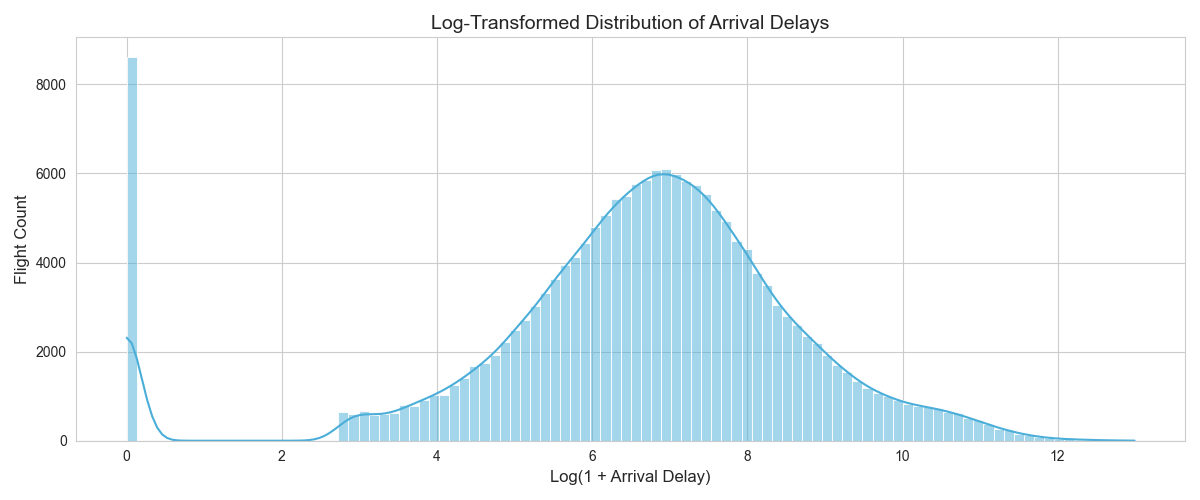 Log-Transformed Distribution of Arrival Delays
Flight Count
8000
6000
4000
2000
0
0 2 4 6 8 10 12
Log(1 + Arrival Delay)